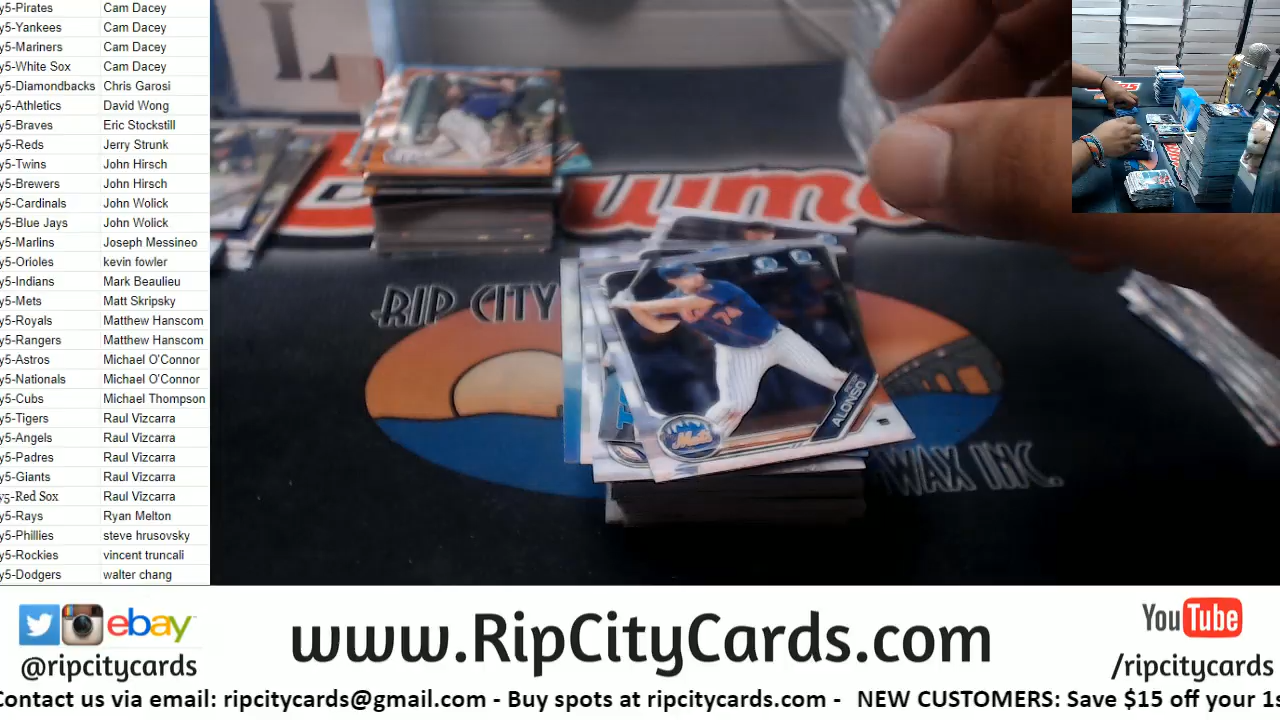 y5-Pirates Cam Dacey
y5-Yankees Cam Dacey
y5-Mariners Cam Dacey
y5-White Sox Cam Dacey
y5-Diamondbacks Chris Garosi
y5-Athletics David Wong
y5-Braves Eric Stockstill
y5-Reds Jerry Strunk
y5-Twins John Hirsch
y5-Brewers John Hirsch
y5-Cardinals John Wolick
y5-Blue Jays John Wolick
y5-Marlins Joseph Messineo
y5-Orioles kevin fowler
y5-Indians Mark Beaulieu
y5-Mets Matt Skripsky
y5-Royals Matthew Hanscom
y5-Rangers Matthew Hanscom
y5-Astros Michael O'Connor
y5-Nationals Michael O'Connor
y5-Cubs Michael Thompson
y5-Tigers Raul Vizcarra
y5-Angels Raul Vizcarra
y5-Padres Raul Vizcarra
y5-Giants Raul Vizcarra
y5-Red Sox Raul Vizcarra
y5-Rays Ryan Melton
y5-Phillies steve hrusovsky
y5-Rockies vincent truncali
y5-Dodgers walter chang
RIP CITY
WAX INC.
PETER
ALONSO
Mets
ebay
@ripcitycards
www.RipCityCards.com
YouTube
/ripcitycards
Contact us via email: ripcitycards@gmail.com - Buy spots at ripcitycards.com - NEW CUSTOMERS: Save $15 off your 1s